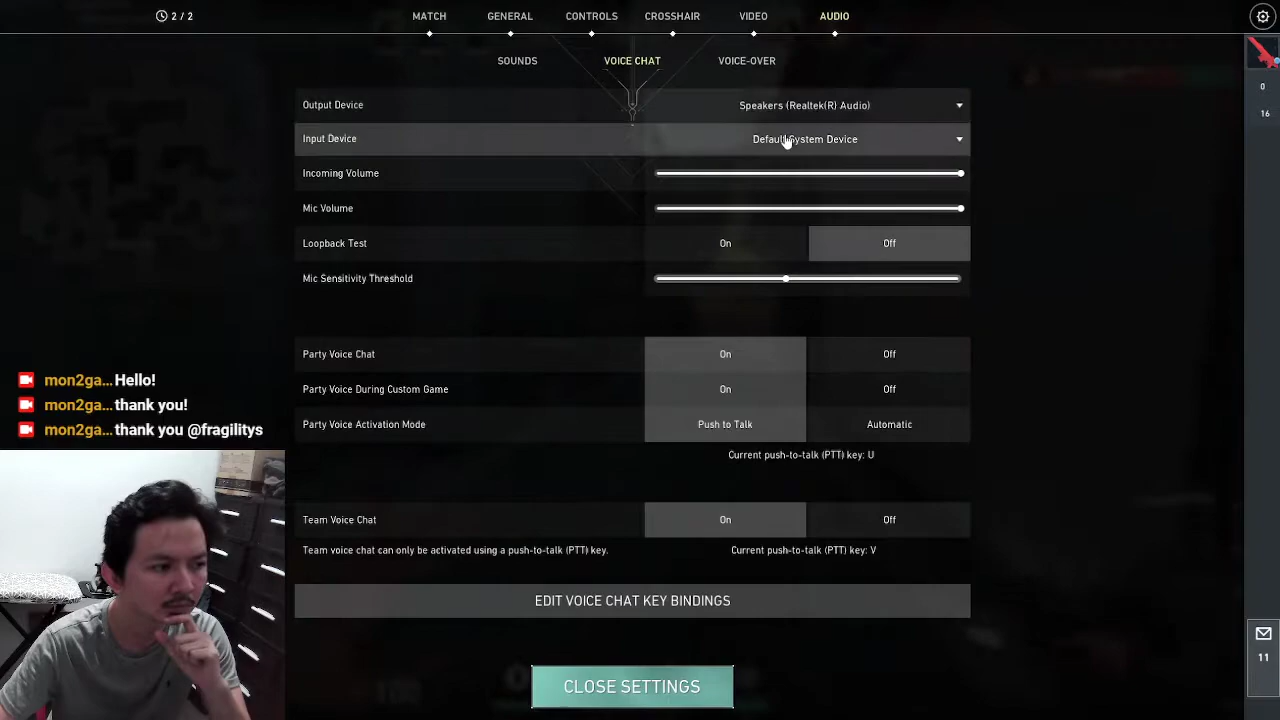 2 / 2
MATCH
GENERAL
CONTROLS
CROSSHAIR
VIDEO
AUDIO
SOUNDS
VOICE CHAT
VOICE-OVER
Output Device
Speakers (Realtek(R) Audio)
Input Device
Default System Device
Incoming Volume
Mic Volume
Loopback Test
On
Off
Mic Sensitivity Threshold
Party Voice Chat
On
Off
Party Voice During Custom Game
On
Off
Party Voice Activation Mode
Push to Talk
Automatic
Current push-to-talk (PTT) key: U
Team Voice Chat
On
Off
Team voice chat can only be activated using a push-to-talk (PTT) key.
Current push-to-talk (PTT) key: V
EDIT VOICE CHAT KEY BINDINGS
CLOSE SETTINGS
mon2ga... Hello!
mon2ga... thank you!
mon2ga... thank you @fragilitys
0
16
11